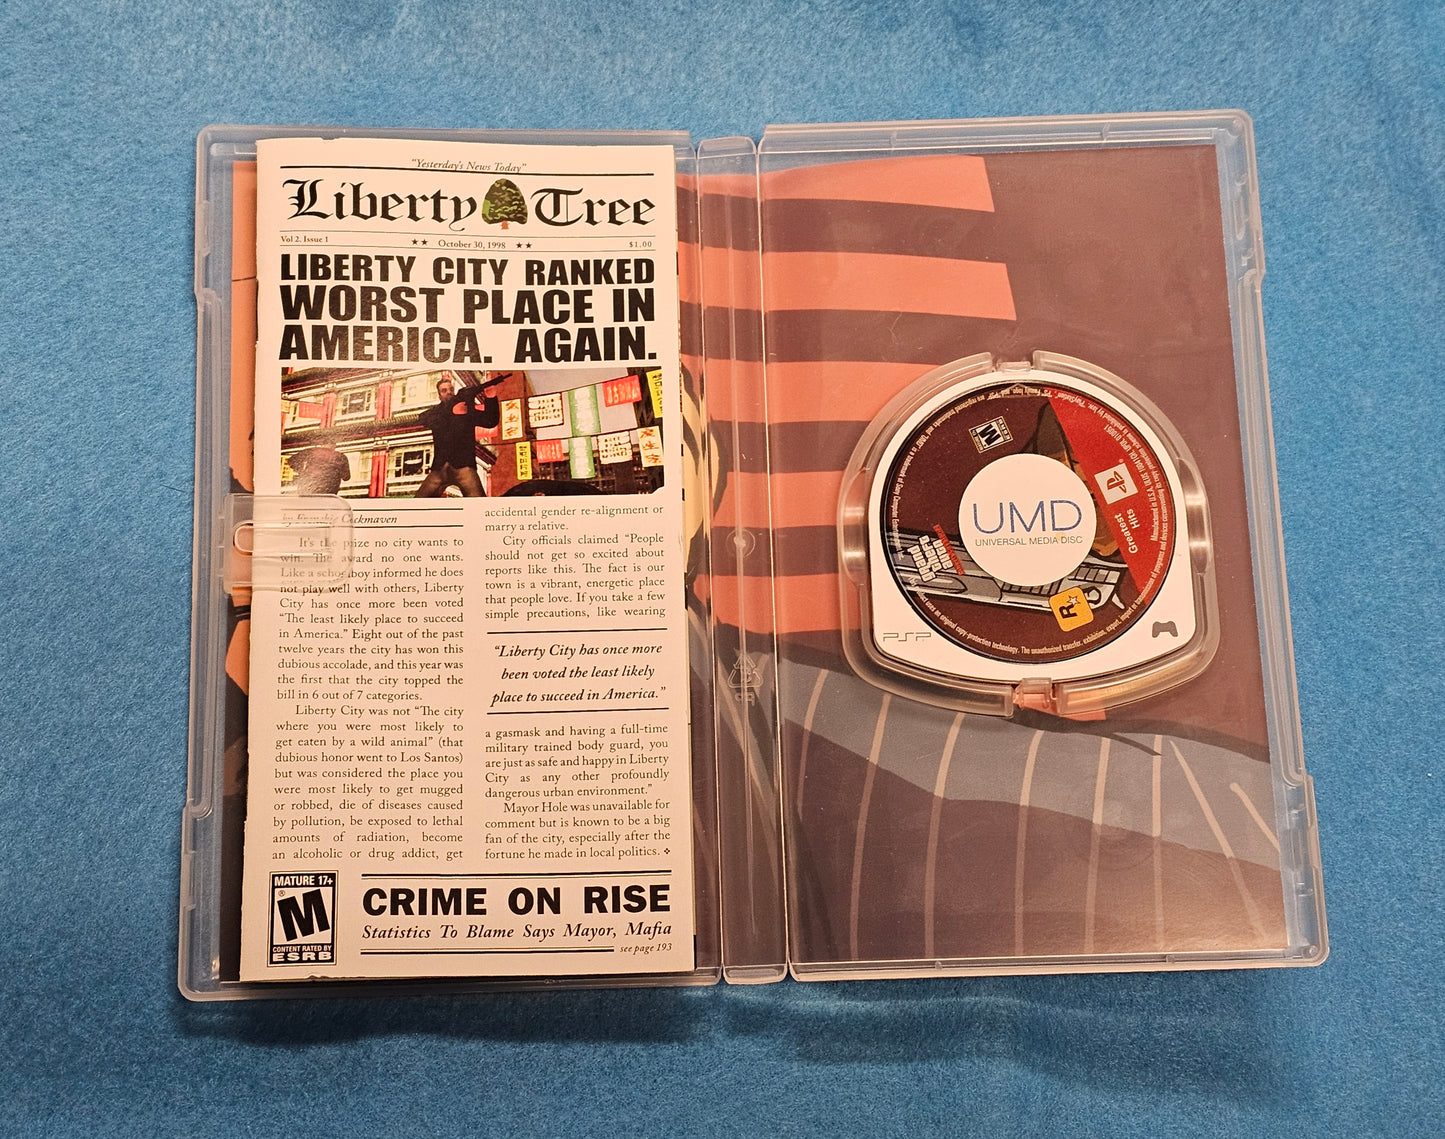 "Yesterday's News Today"
Liberty Tree
Vol 2. Issue 1 ★★ October 30, 1998 ★★ $1.00
LIBERTY CITY RANKED
WORST PLACE IN
AMERICA. AGAIN.
It's the prize no city wants to
win. The award no one wants.
Like a schoolboy informed he does
not play well with others, Liberty
City has once more been voted
"The least likely place to succeed
in America." Eight out of the past
twelve years the city has won this
dubious accolade, and this year was
the first that the city topped the
bill in 6 out of 7 categories.
Liberty City was not "The city
where you were most likely to
get eaten by a wild animal" (that
dubious honor went to Los Santos)
but was considered the place you
were most likely to get mugged
or robbed, die of diseases caused
by pollution, be exposed to lethal
amounts of radiation, become
an alcoholic or drug addict, get
accidental gender re-alignment or
marry a relative.
City officials claimed "People
should not get so excited about
reports like this. The fact is our
town is a vibrant, energetic place
that people love. If you take a few
simple precautions, like wearing
"Liberty City has once more
been voted the least likely
place to succeed in America."
a gasmask and having a full-time
military trained body guard, you
are just as safe and happy in Liberty
City as any other profoundly
dangerous urban environment."
Mayor Hole was unavailable for
comment but is known to be a big
fan of the city, especially after the
fortune he made in local politics.
MATURE 17+
M
CONTENT RATED BY
ESRB
CRIME ON RISE
Statistics To Blame Says Mayor, Mafia
see page 193
M
ESRB
Greatest
Hits
UMD
UNIVERSAL MEDIA DISC
grand
theft
auto
R★
PSP